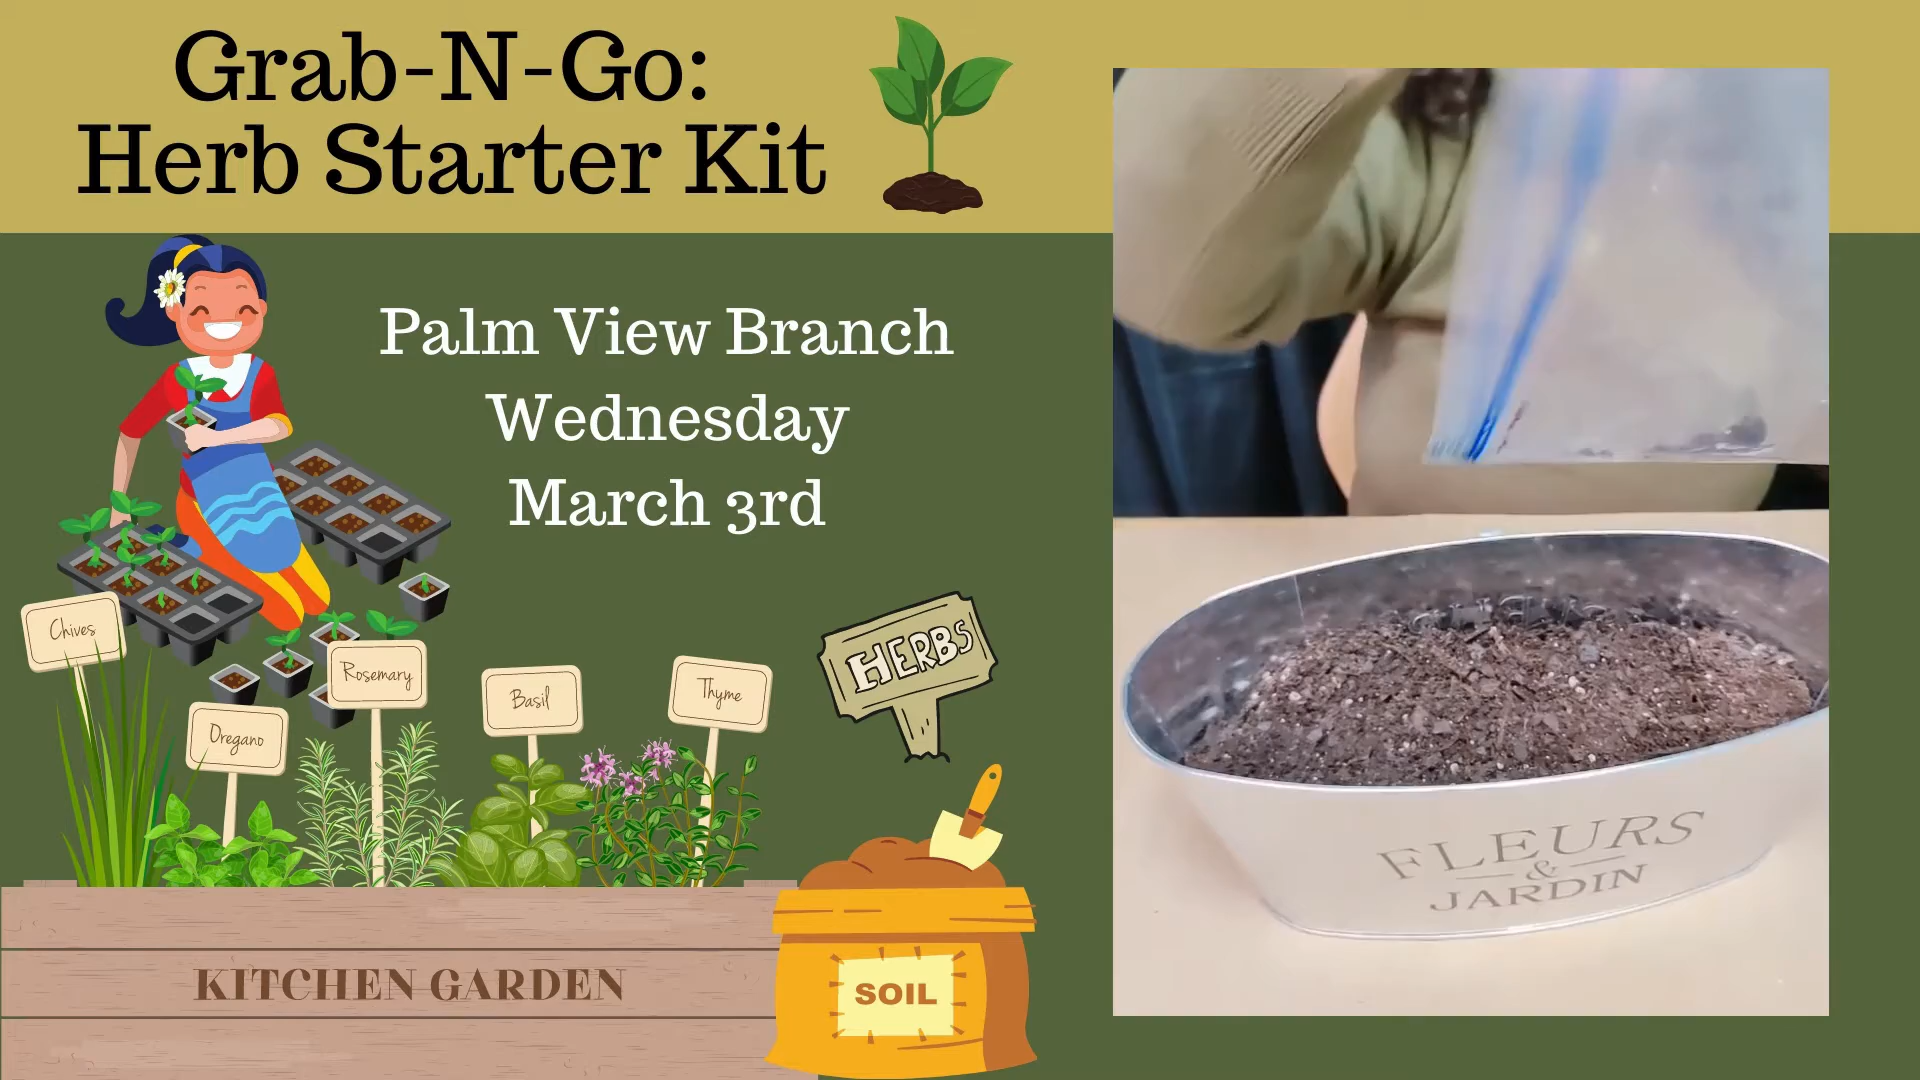 Grab-N-Go:
Herb Starter Kit
Palm View Branch
Wednesday
March 3rd
Chives
Oregano
Rosemary
Basil
Thyme
HERBS
KITCHEN GARDEN
SOIL
FLEURS
&
JARDIN